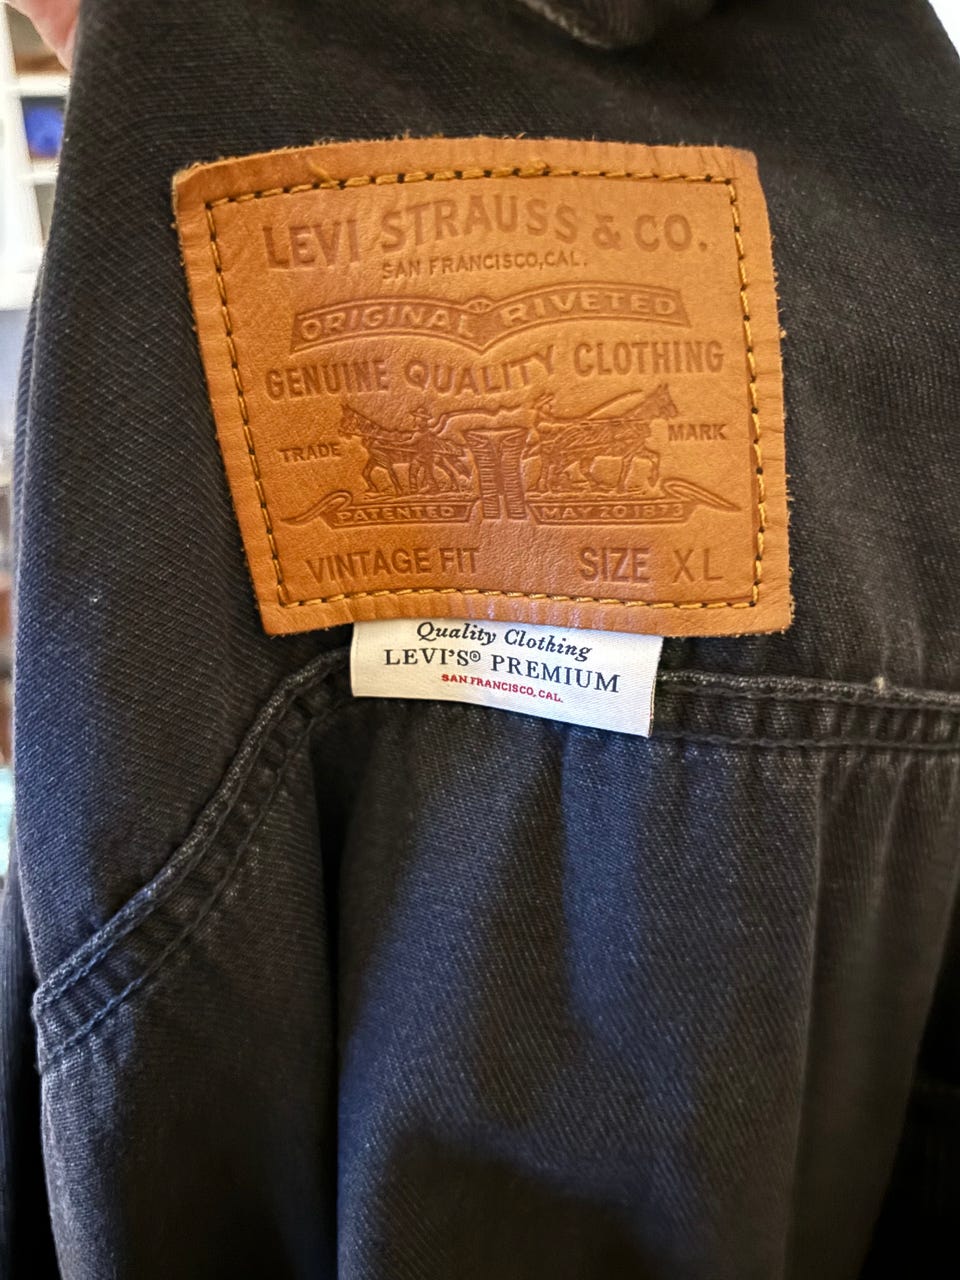 LEVI STRAUSS & CO.
SAN FRANCISCO, CAL.
ORIGINAL RIVETED
GENUINE QUALITY CLOTHING
TRADE MARK
PATENTED MAY 20 1873
VINTAGE FIT SIZE XL
Quality Clothing
LEVI'S® PREMIUM
SAN FRANCISCO, CAL.